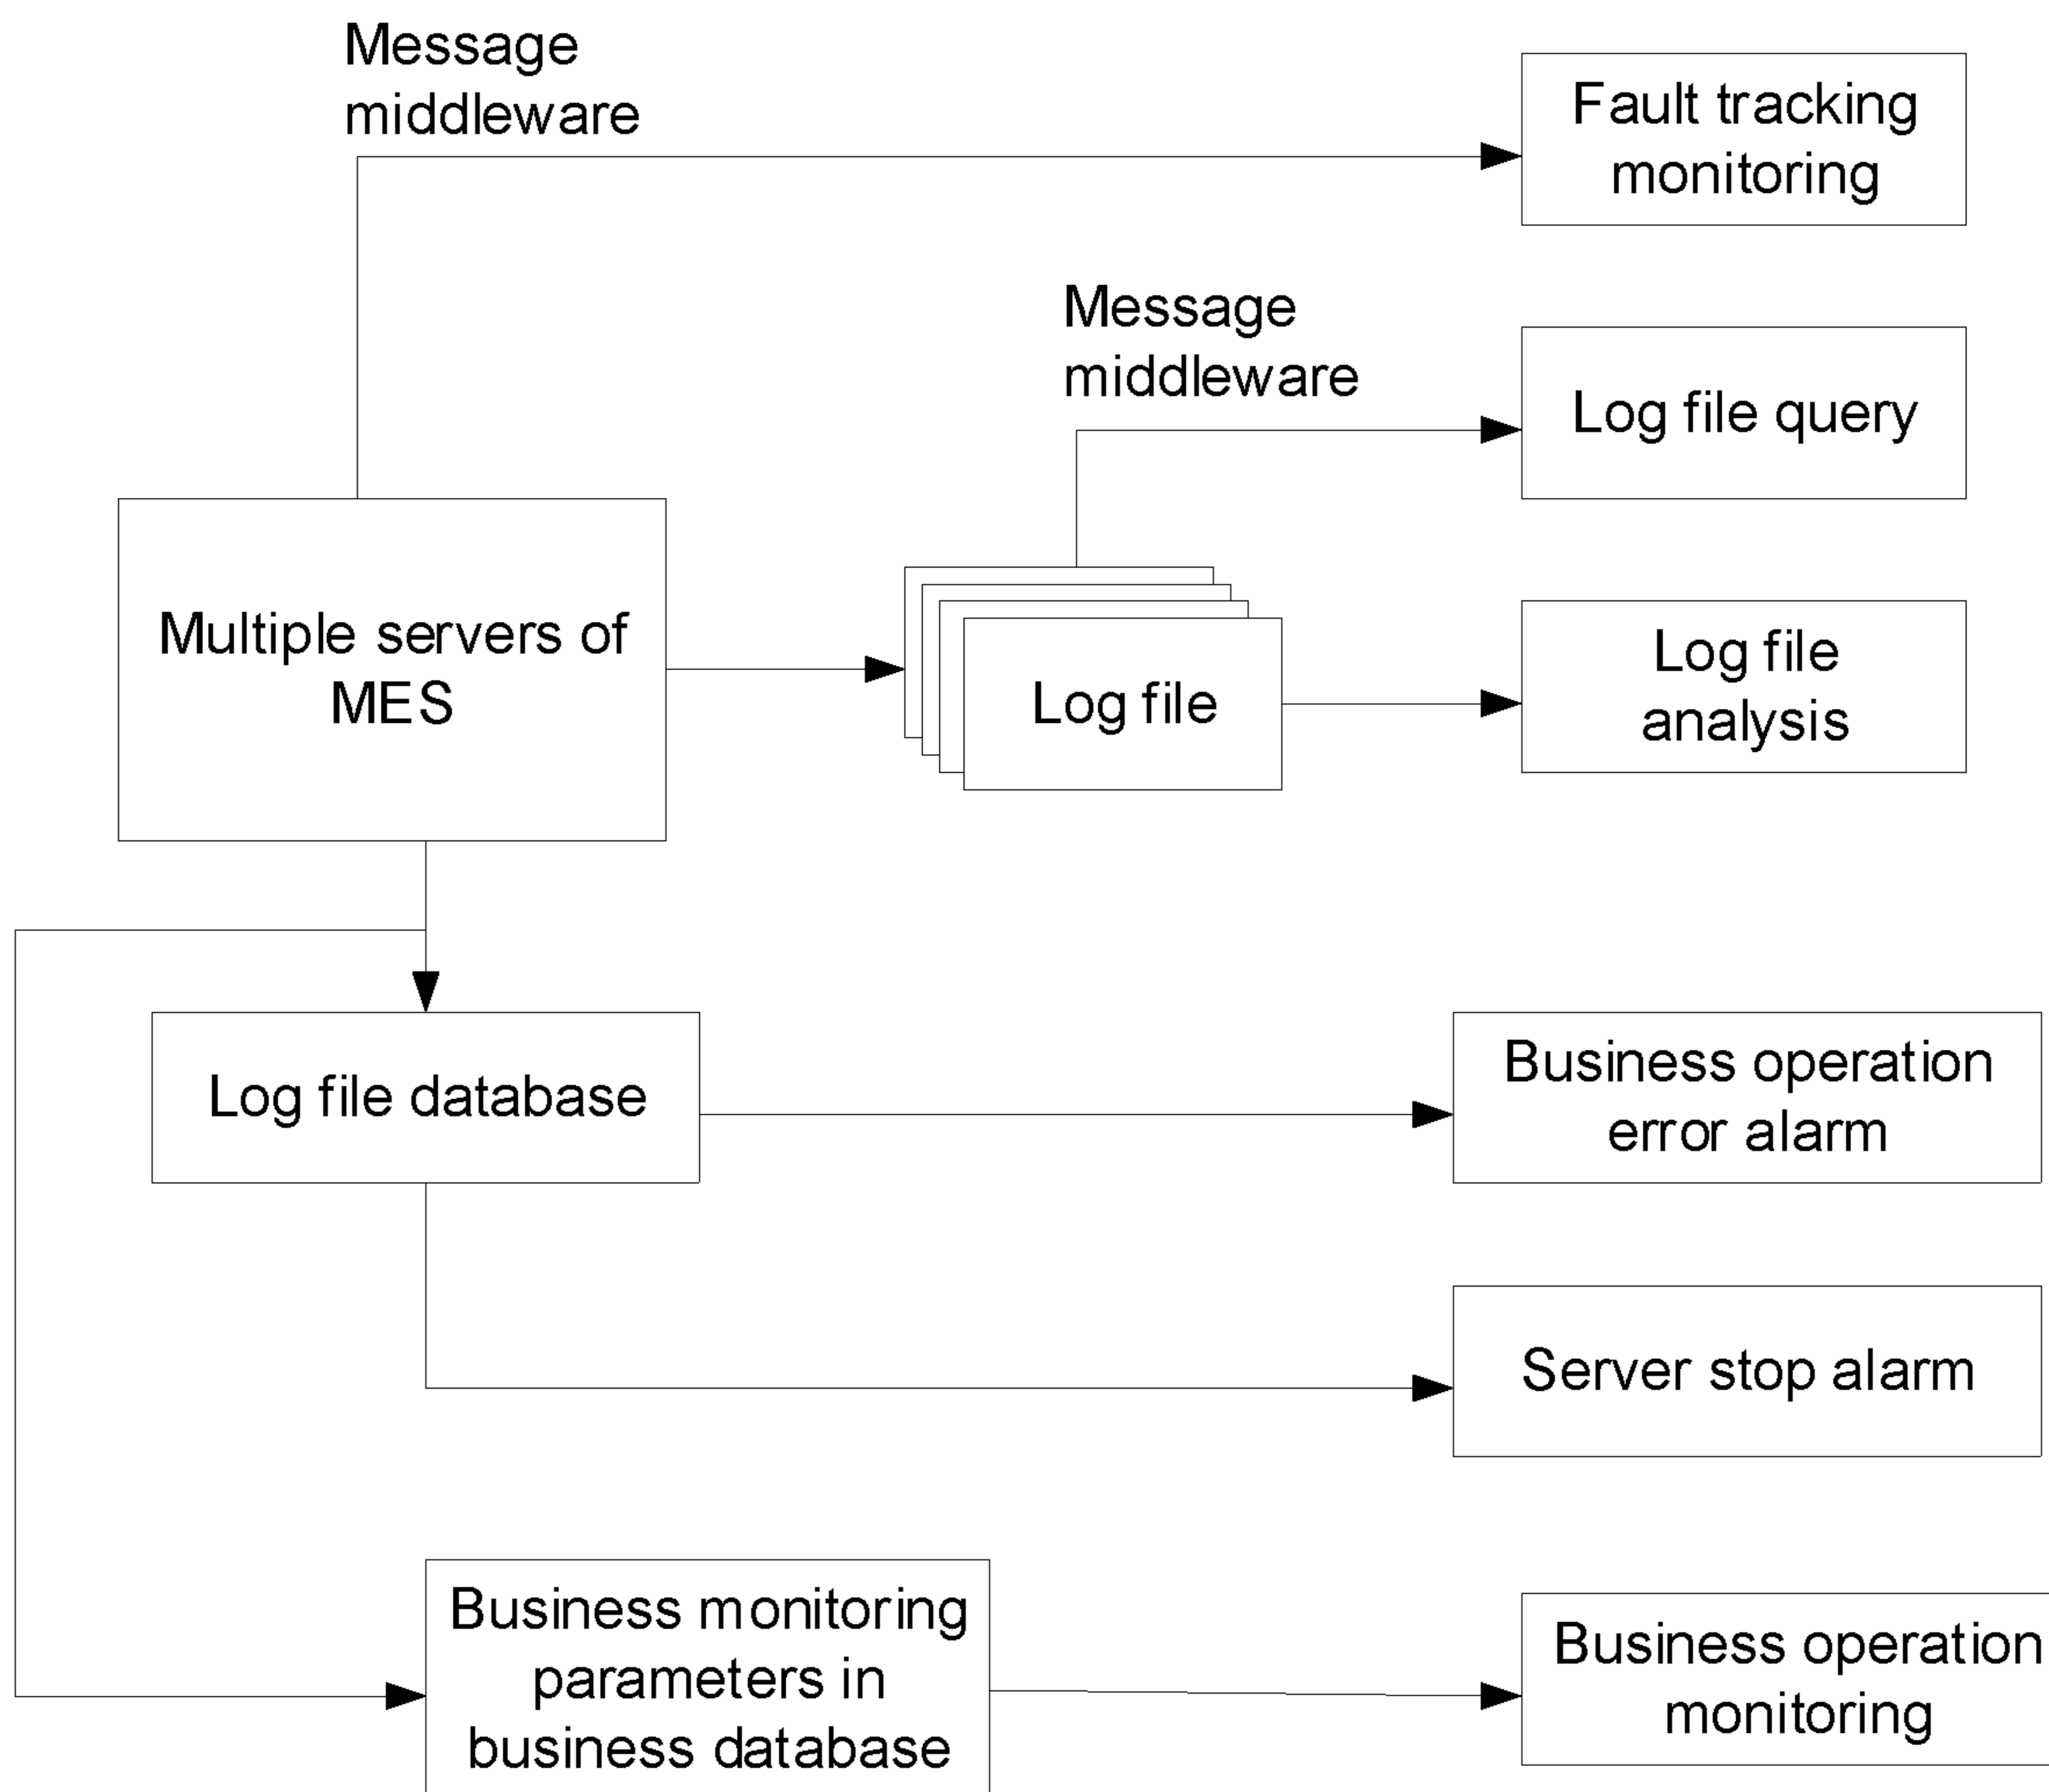 Message
middleware
Fault tracking
monitoring
Message
middleware
Log file query
Multiple servers of
MES
Log file
Log file
analysis
Log file database
Business operation
error alarm
Server stop alarm
Business monitoring
parameters in
business database
Business operation
monitoring